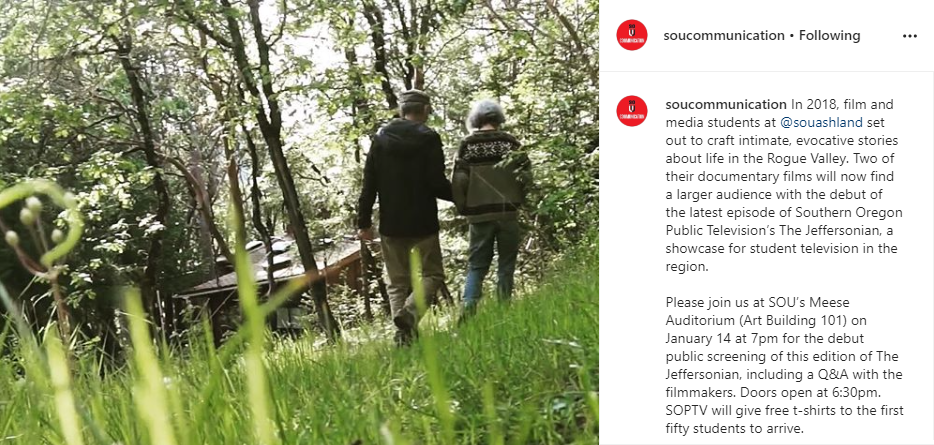 soucommunication • Following
COMMUNICATION
COMMUNICATION
soucommunication In 2018, film and
media students at @souashland set
out to craft intimate, evocative stories
about life in the Rogue Valley. Two of
their documentary films will now find
a larger audience with the debut of
the latest episode of Southern Oregon
Public Television's The Jeffersonian, a
showcase for student television in the
region.
Please join us at SOU's Meese
Auditorium (Art Building 101) on
January 14 at 7pm for the debut
public screening of this edition of The
Jeffersonian, including a Q&A with the
filmmakers. Doors open at 6:30pm.
SOPTV will give free t-shirts to the first
fifty students to arrive.